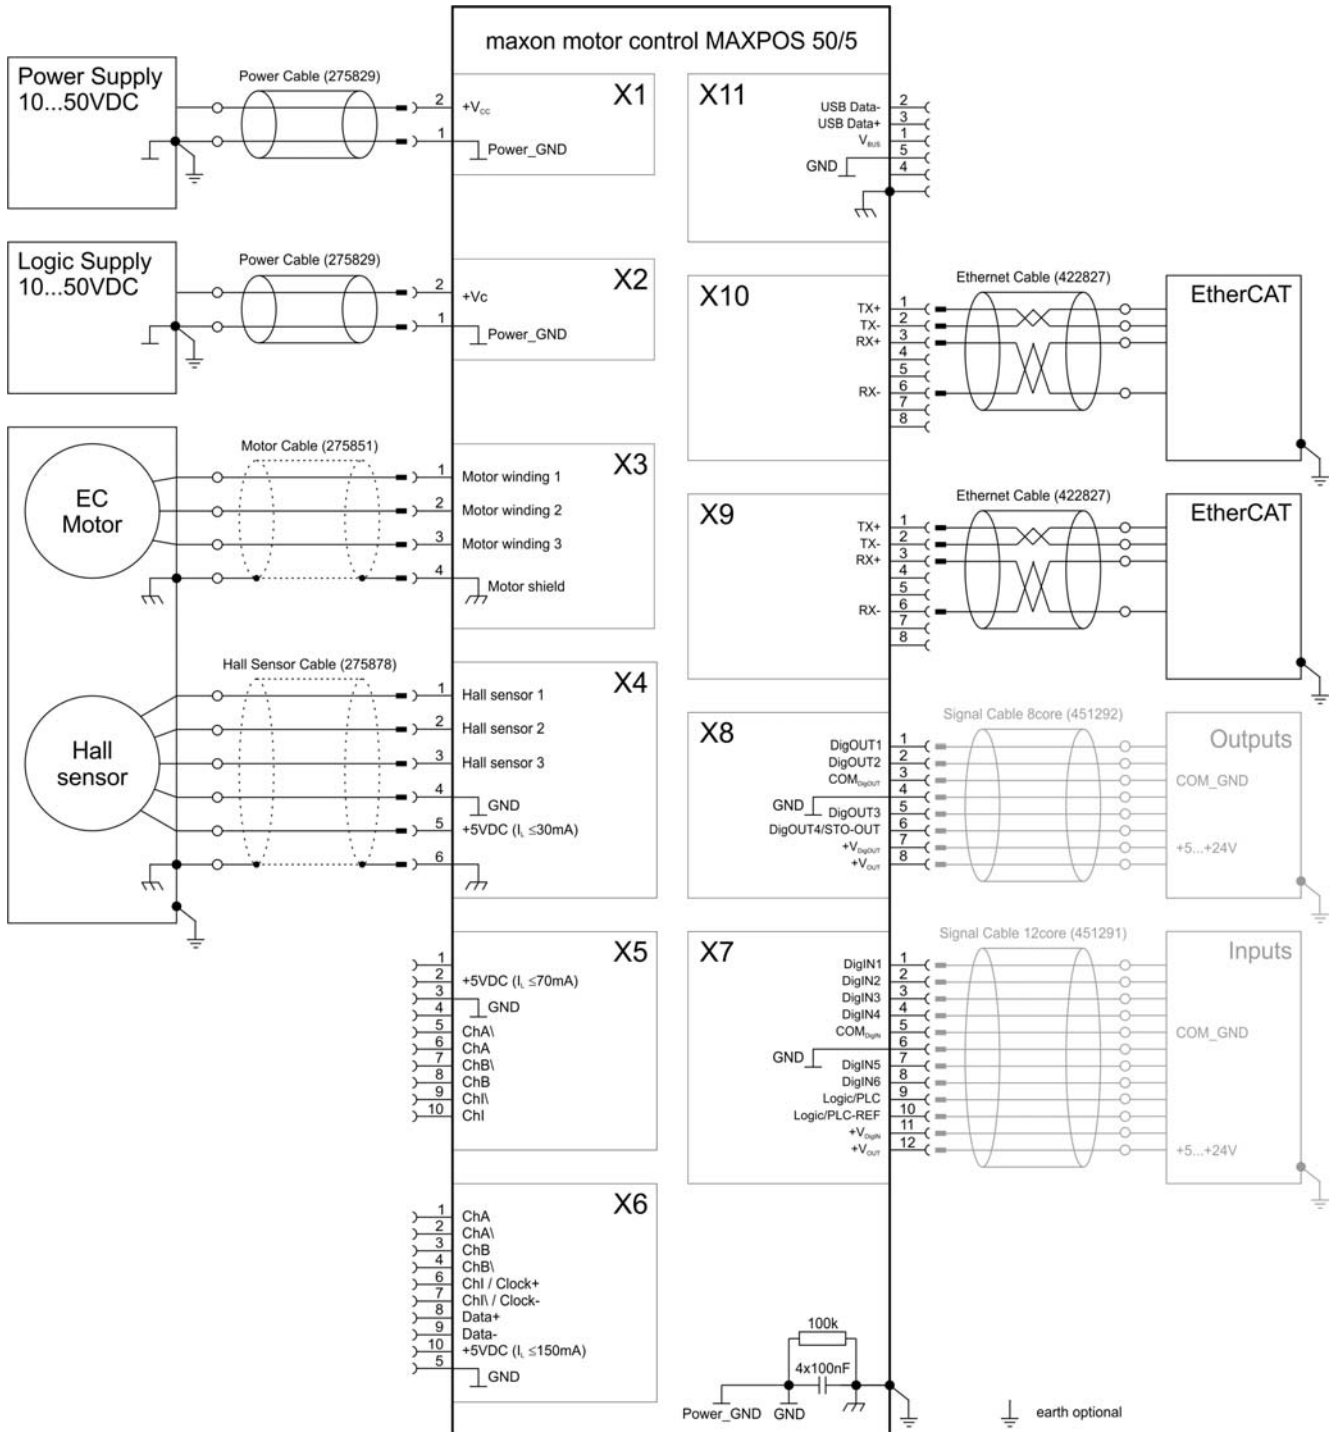 maxon motor control MAXPOS 50/5
Power Supply
10...50VDC
Power Cable (275829)
2
+Vcc
1
Power_GND
X1
Logic Supply
10...50VDC
Power Cable (275829)
2
+Vc
1
Power_GND
X2
EC
Motor
Motor Cable (275851)
X3
1 Motor winding 1
2 Motor winding 2
3 Motor winding 3
4 Motor shield
Hall
sensor
Hall Sensor Cable (275878)
X4
1 Hall sensor 1
2 Hall sensor 2
3 Hall sensor 3
4 GND
5 +5VDC (IL ≤30mA)
6
X5
1
2 +5VDC (IL ≤70mA)
3
GND
4
5 ChA\
6 ChA
7 ChB\
8 ChB
9 ChI\
10 ChI
X6
1 ChA
2 ChA\
3 ChB
4 ChB\
6 ChI / Clock+
7 ChI\ / Clock-
8 Data+
9 Data-
10 +5VDC (IL ≤150mA)
5
GND
X11
USB Data- 2
USB Data+ 3
VBUS 1
5
GND
4
X10
TX+ 1
TX- 2
RX+ 3
4
5
RX- 6
7
8
Ethernet Cable (422827)
EtherCAT
X9
TX+ 1
TX- 2
RX+ 3
4
5
RX- 6
7
8
Ethernet Cable (422827)
EtherCAT
X8
DigOUT1 1
DigOUT2 2
COMDigOUT 3
4
GND
DigOUT3 5
DigOUT4/STO-OUT 6
+VDigOUT 7
+VOUT 8
Signal Cable 8core (451292)
Outputs
COM_GND
+5...+24V
X7
DigIN1 1
DigIN2 2
DigIN3 3
DigIN4 4
COMDigIN 5
6
GND
DigIN5 7
DigIN6 8
Logic/PLC 9
Logic/PLC-REF 10
+VDigIN 11
+VOUT 12
Signal Cable 12core (451291)
Inputs
COM_GND
+5...+24V
100k
4x100nF
Power_GND GND
earth optional